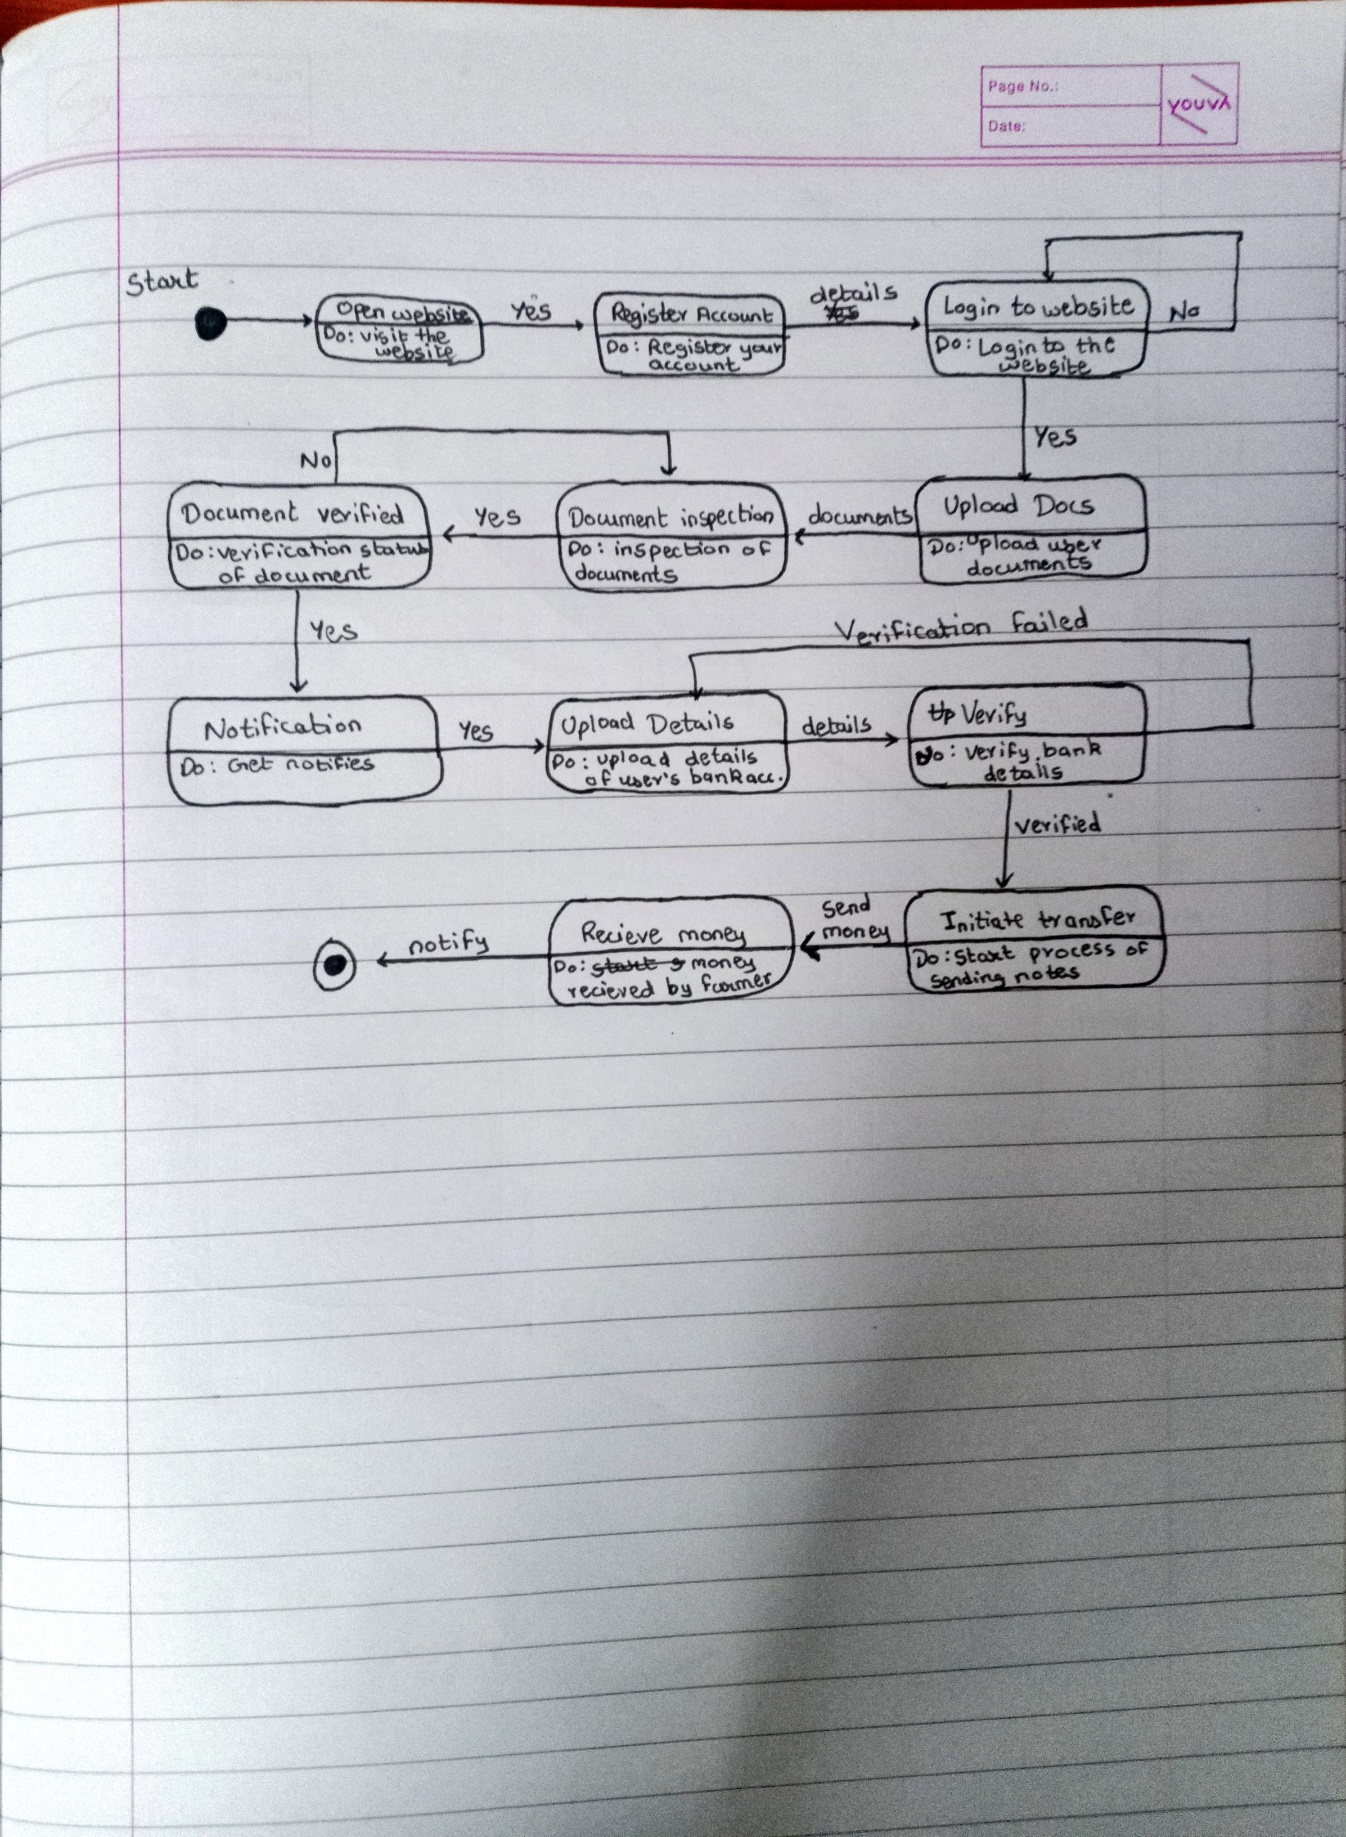 Page No.:
Date:
YOUVA
Start
Open website
Do: visit the
website
Yes
Register Account
Do: Register your
account
details
Yes
Login to website
Do: Login to the
website
No
Yes
No
Document verified
Do: verification status
of document
Yes
Document inspection
Do: inspection of
documents
documents
Upload Docs
Do: Upload user
documents
Yes
Verification failed
Notification
Do: Get notifies
Yes
Upload Details
Do: upload details
of user's bank acc.
details
Up Verify
Do: verify bank
details
verified
notify
Recieve money
Do: start s money
recieved by farmer
send
money
Initiate transfer
Do: start process of
sending notes